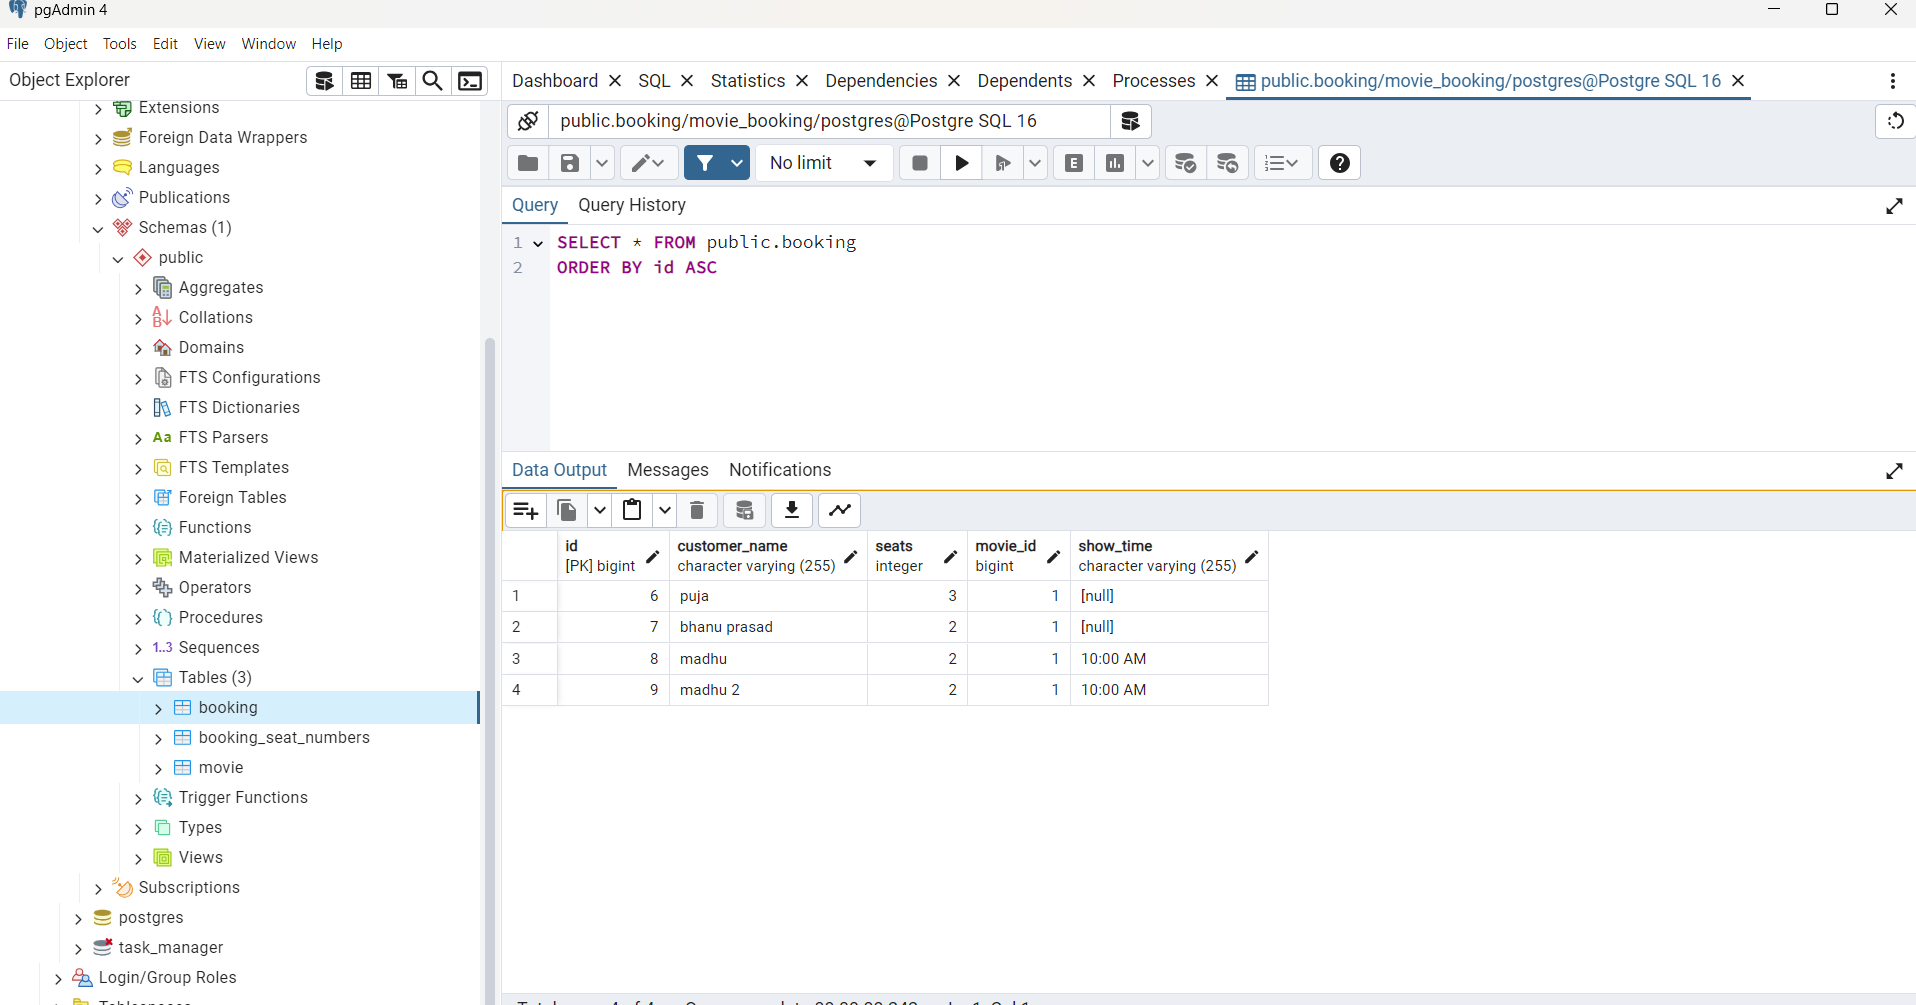 pgAdmin 4
File Object Tools Edit View Window Help
Object Explorer
Extensions
Foreign Data Wrappers
Languages
Publications
Schemas (1)
public
Aggregates
Collations
Domains
FTS Configurations
FTS Dictionaries
Aa FTS Parsers
FTS Templates
Foreign Tables
Functions
Materialized Views
Operators
Procedures
1..3 Sequences
Tables (3)
booking
booking_seat_numbers
movie
Trigger Functions
Types
Views
Subscriptions
postgres
task_manager
Login/Group Roles
Dashboard SQL Statistics Dependencies Dependents Processes public.booking/movie_booking/postgres@Postgre SQL 16
public.booking/movie_booking/postgres@Postgre SQL 16
No limit E
Query Query History
1 SELECT * FROM public.booking
2 ORDER BY id ASC
Data Output Messages Notifications
id customer_name seats movie_id show_time
[PK] bigint character varying (255) integer bigint character varying (255)
1 6 puja 3 1 [null]
2 7 bhanu prasad 2 1 [null]
3 8 madhu 2 1 10:00 AM
4 9 madhu 2 2 1 10:00 AM